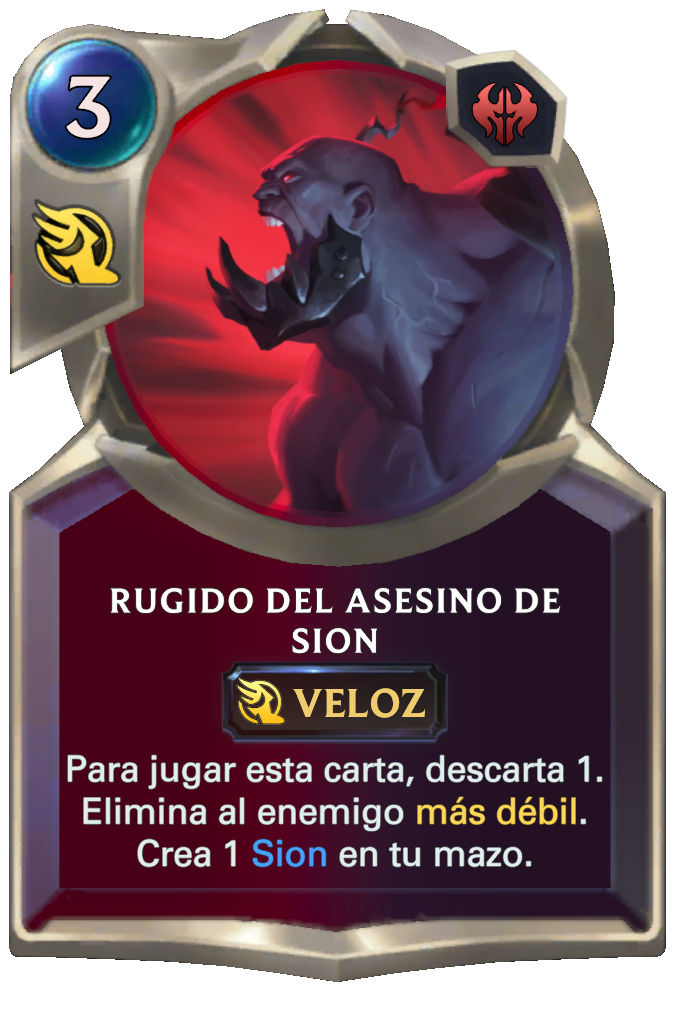 3
RUGIDO DEL ASESINO DE
SION
VELOZ
Para jugar esta carta, descarta 1.
Elimina al enemigo más débil.
Crea 1 Sion en tu mazo.